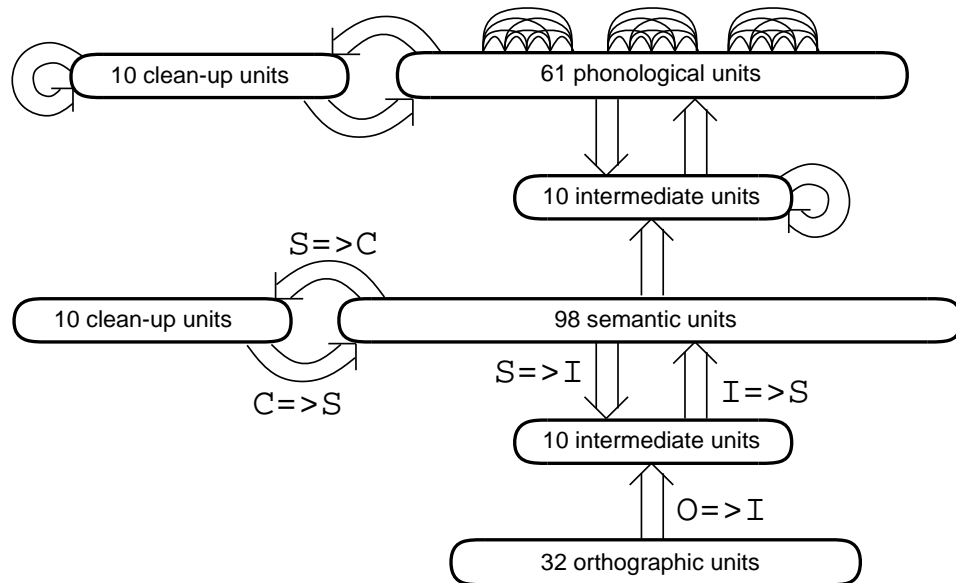 10 clean-up units
61 phonological units
10 intermediate units
S=>C
10 clean-up units
98 semantic units
S=>I
I=>S
C=>S
10 intermediate units
O=>I
32 orthographic units